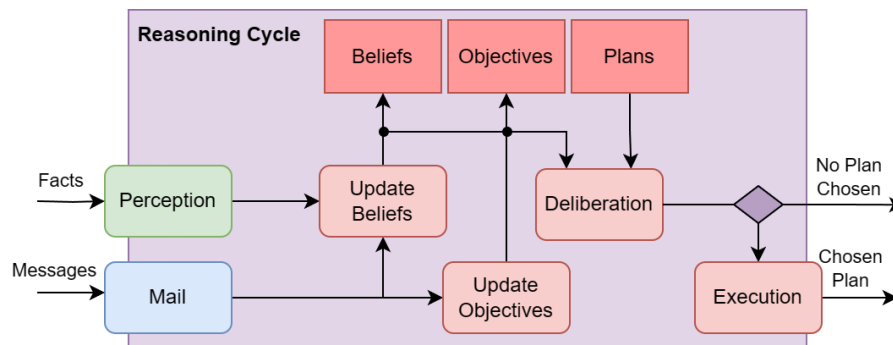 Reasoning Cycle
Beliefs
Objectives
Plans
Facts
Perception
Update
Beliefs
Deliberation
No Plan
Chosen
Messages
Mail
Update
Objectives
Execution
Chosen
Plan